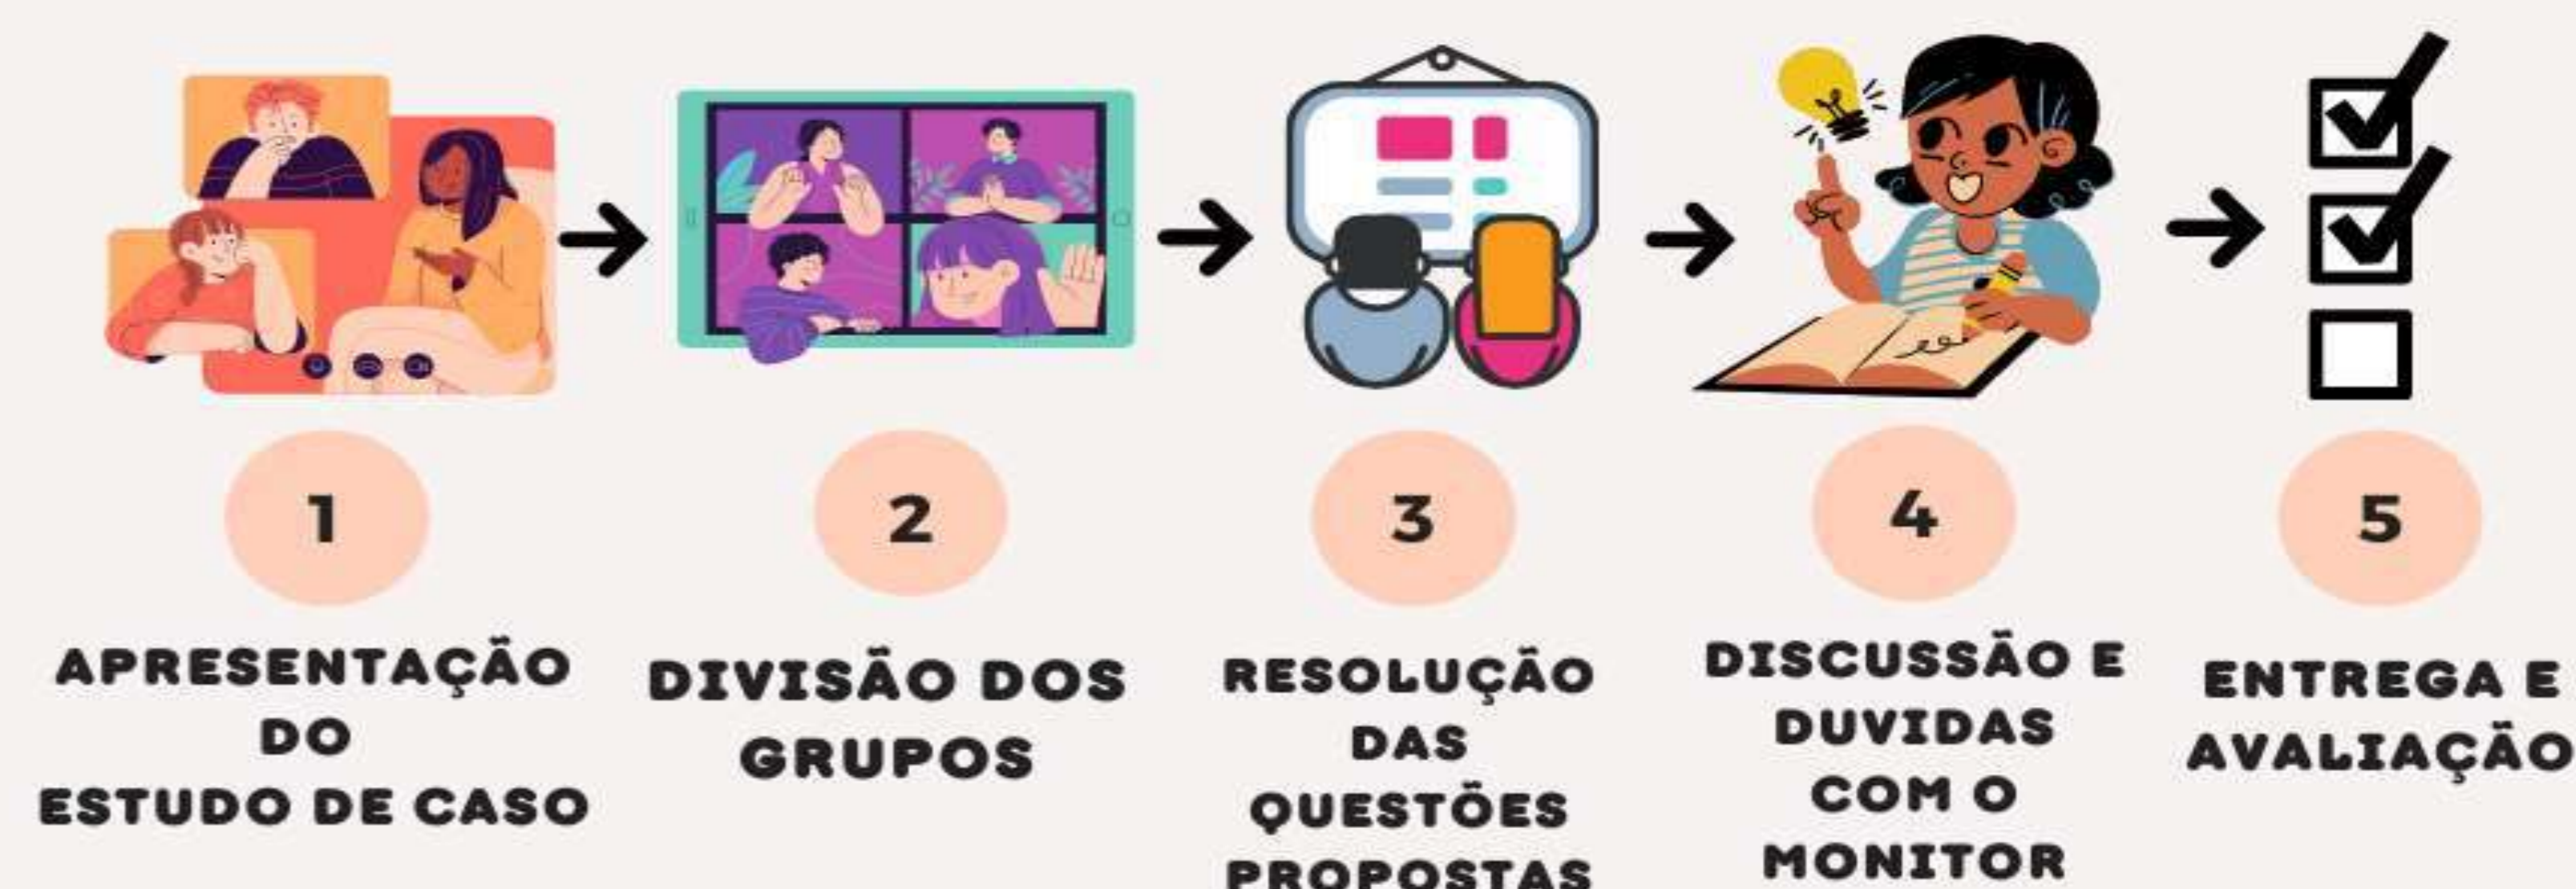 1
APRESENTAÇÃO
DO
ESTUDO DE CASO
2
DIVISÃO DOS
GRUPOS
3
RESOLUÇÃO
DAS
QUESTÕES
PROPOSTAS
4
DISCUSSÃO E
DUVIDAS
COM O
MONITOR
5
ENTREGA E
AVALIAÇÃO